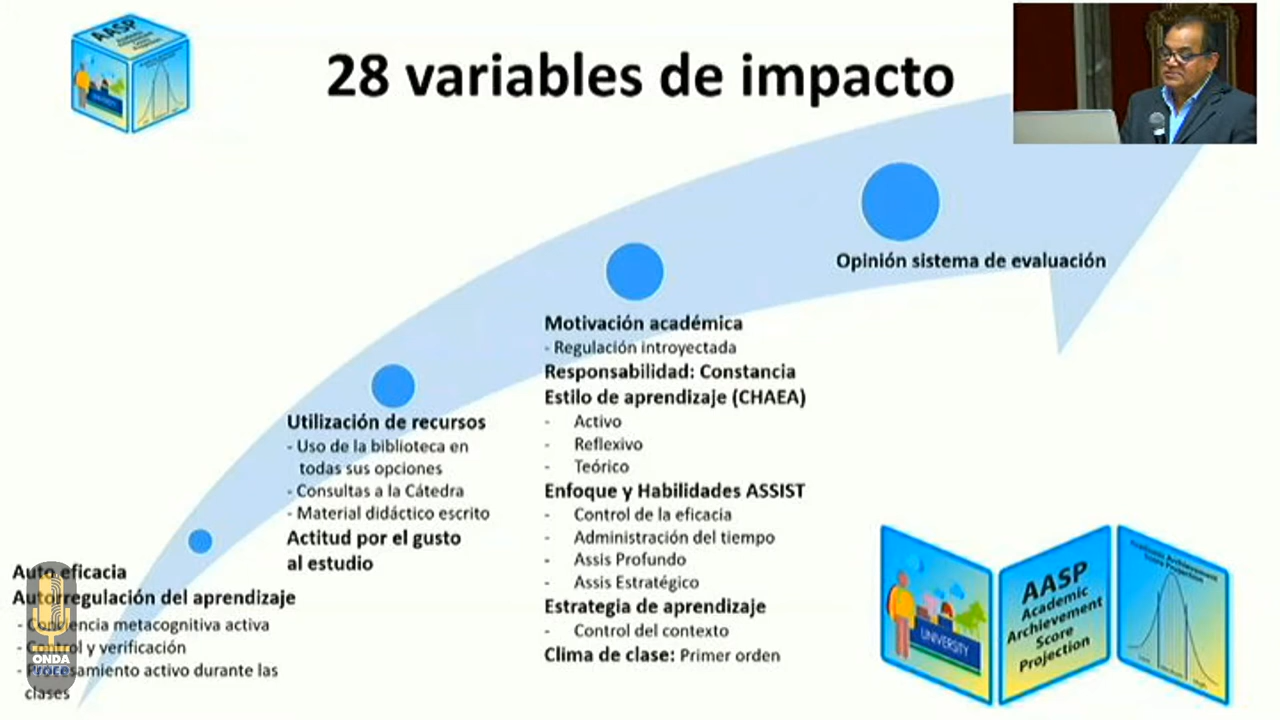 AASP
28 variables de impacto
Opinión sistema de evaluación
Motivación académica
- Regulación introyectada
Responsabilidad: Constancia
Estilo de aprendizaje (CHAEA)
- Activo
- Reflexivo
- Teórico
Enfoque y Habilidades ASSIST
- Control de la eficacia
- Administración del tiempo
- Assis Profundo
- Assis Estratégico
Estrategia de aprendizaje
- Control del contexto
Clima de clase: Primer orden
Utilización de recursos
- Uso de la biblioteca en
todas sus opciones
- Consultas a la Cátedra
- Material didáctico escrito
Actitud por el gusto
al estudio
Auto eficacia
Autorregulación del aprendizaje
- Conciencia metacognitiva activa
- Control y verificación
- Procesamiento activo durante las
clases
ONDA
UNIVERSITY
AASP
Academic
Archievement
Score
Projection
Academic Archievement
Score Projection